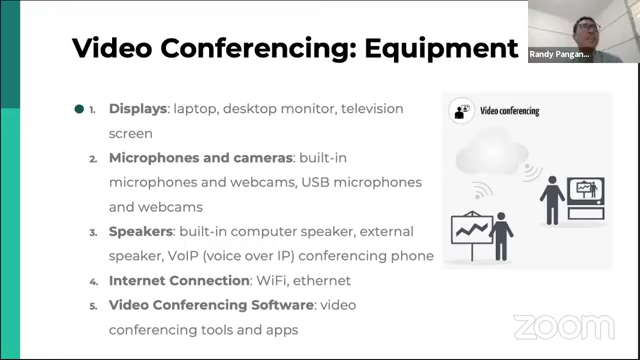 Video Conferencing: Equipment
Randy Pangan...
1. Displays: laptop, desktop monitor, television
screen
2. Microphones and cameras: built-in
microphones and webcams, USB microphones
and webcams
3. Speakers: built-in computer speaker, external
speaker, VoIP (voice over IP) conferencing phone
4. Internet Connection: WiFi, ethernet
5. Video Conferencing Software: video
conferencing tools and apps
Video conferencing
zoom